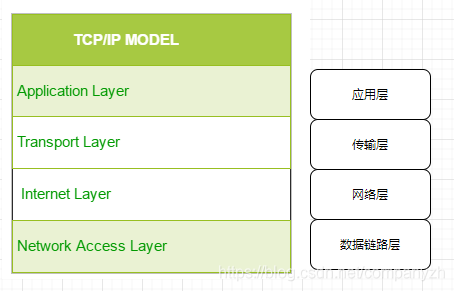 TCP/IP MODEL
Application Layer
应用层
Transport Layer
传输层
Internet Layer
网络层
Network Access Layer
数据链路层
https://blog.csdn.net/companyzh